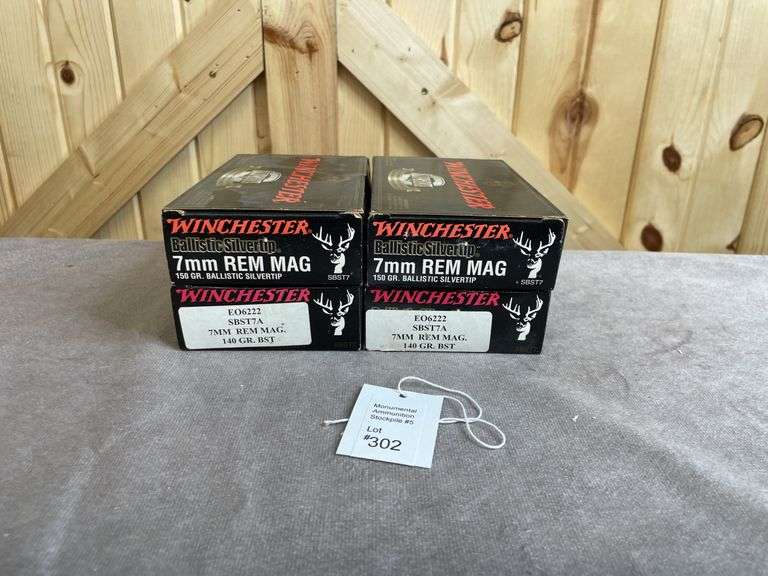 WINCHESTER
WINCHESTER
WINCHESTER
Ballistic Silvertip
7mm REM MAG
150 GR. BALLISTIC SILVERTIP
SBST7
WINCHESTER
Ballistic Silvertip
7mm REM MAG
150 GR. BALLISTIC SILVERTIP
SBST7
WINCHESTER
EO6222
SBST7A
7MM REM MAG.
140 GR. BST
WINCHESTER
EO6222
SBST7A
7MM REM MAG.
140 GR. BST
Monumental
Ammunition
Stockpile #5
Lot
#302